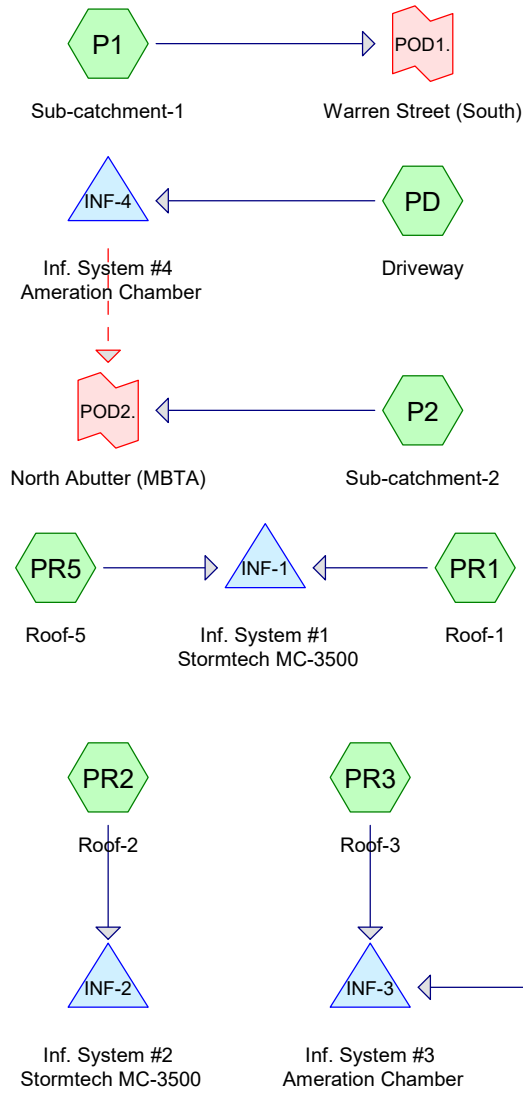 P1
POD1.
Sub-catchment-1
Warren Street (South)
INF-4
PD
Inf. System #4
Ameration Chamber
Driveway
POD2.
P2
North Abutter (MBTA)
Sub-catchment-2
PR5
INF-1
PR1
Roof-5
Inf. System #1
Stormtech MC-3500
Roof-1
PR2
PR3
Roof-2
Roof-3
INF-2
INF-3
Inf. System #2
Stormtech MC-3500
Inf. System #3
Ameration Chamber